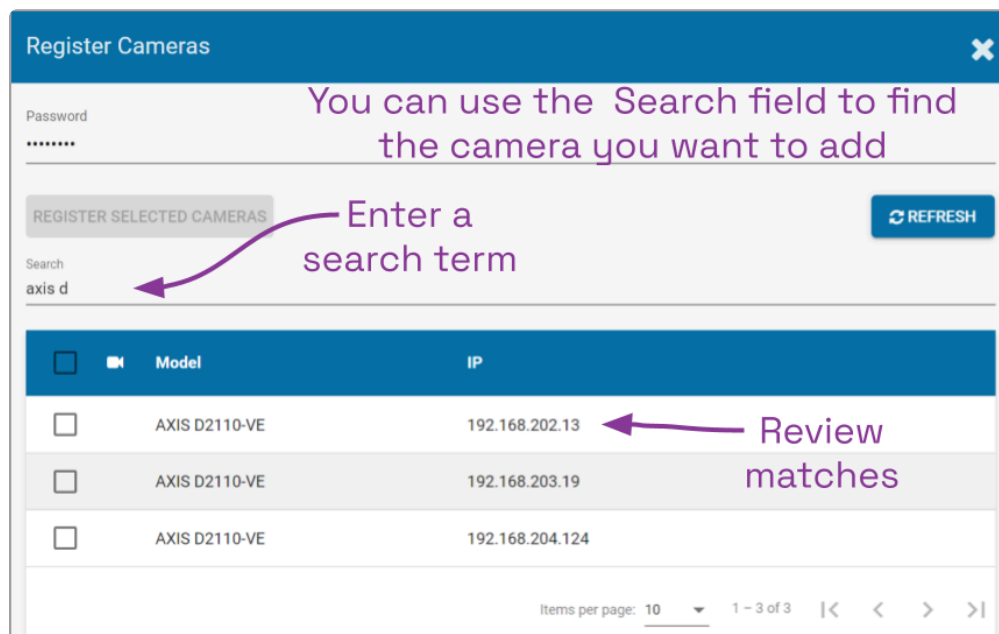 Register Cameras
You can use the Search field to find
the camera you want to add
Password
••••••••
REGISTER SELECTED CAMERAS
Enter a
search term
REFRESH
Search
axis d
Model IP
AXIS D2110-VE 192.168.202.13
Review
matches
AXIS D2110-VE 192.168.203.19
AXIS D2110-VE 192.168.204.124
Items per page: 10 1 – 3 of 3